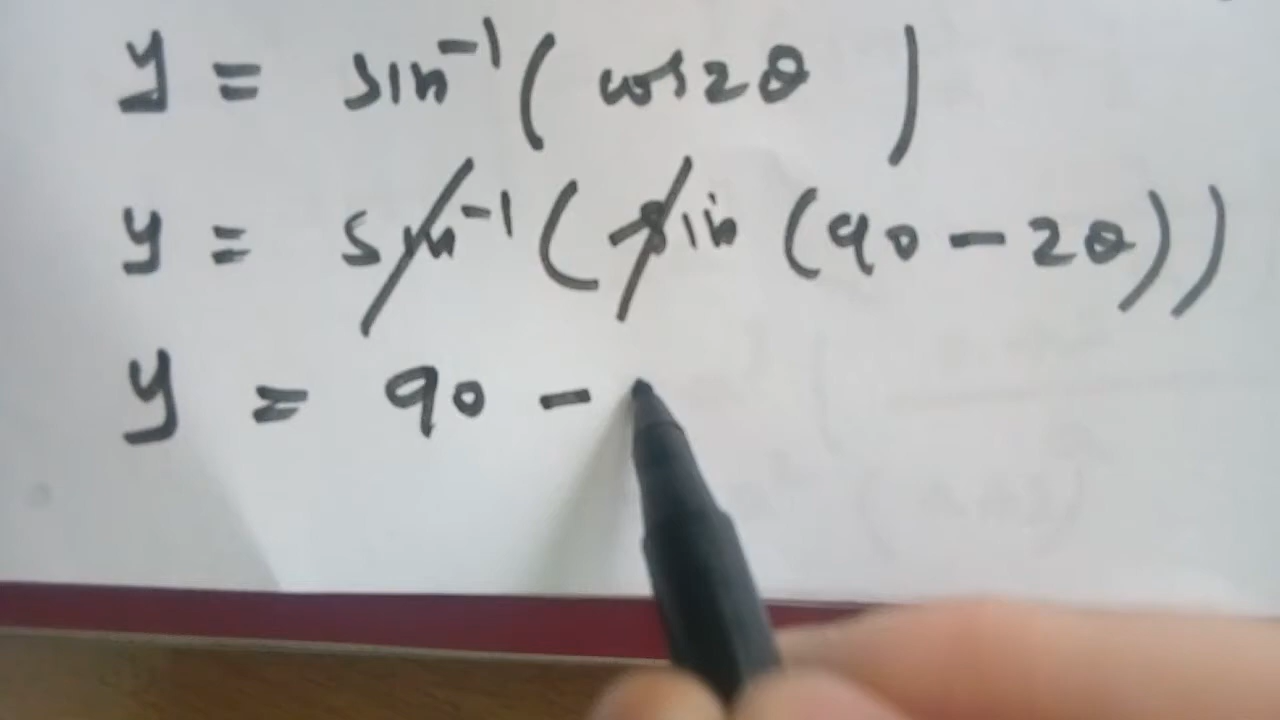 y = sin⁻¹( cos2θ )
y = sin⁻¹( sin (90 − 2θ))
y = 90 −